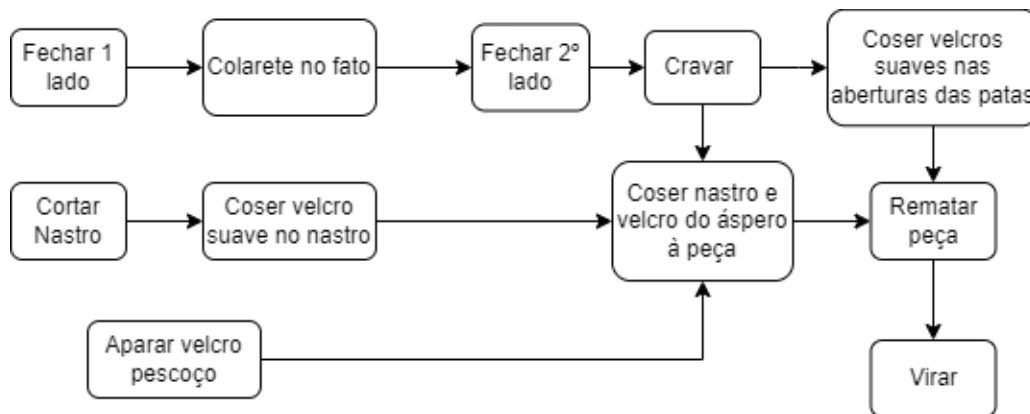 Fechar 1
lado
Colarete no fato
Fechar 2º
lado
Cravar
Coser velcros
suaves nas
aberturas das patas
Cortar
Nastro
Coser velcro
suave no nastro
Coser nastro e
velcro do áspero
à peça
Rematar
peça
Aparar velcro
pescoço
Virar